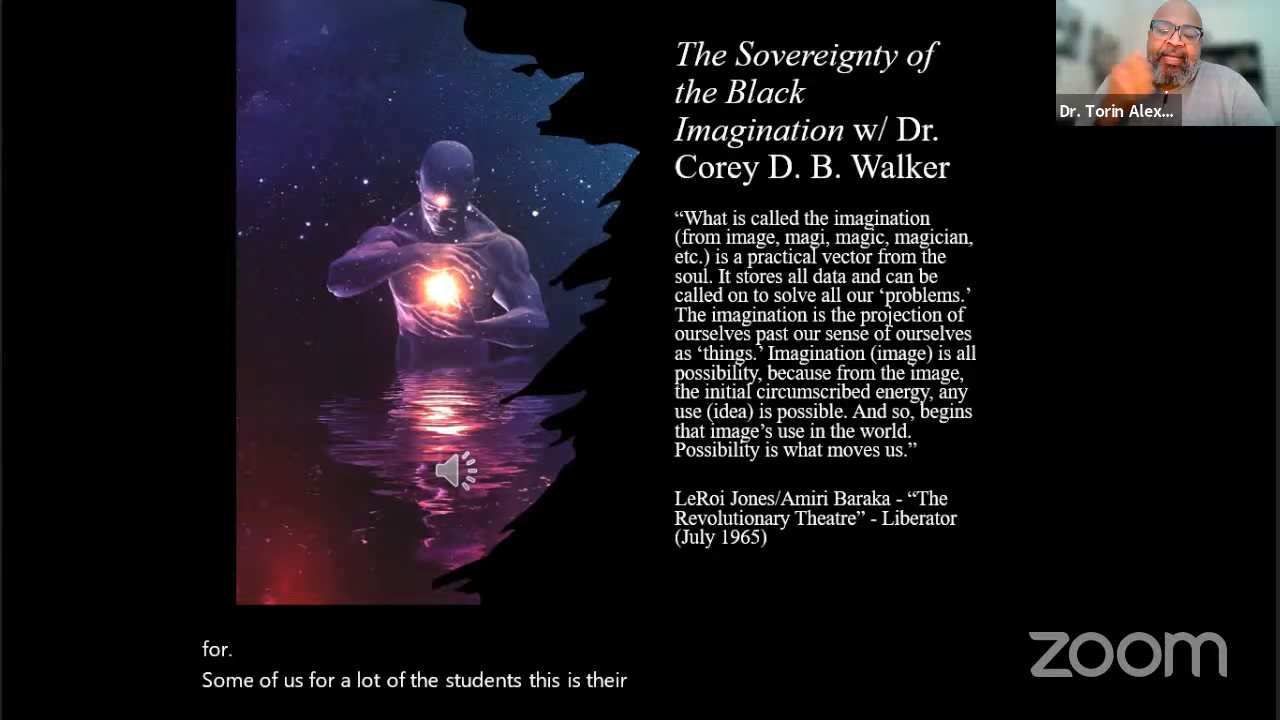 The Sovereignty of
the Black
Imagination w/ Dr.
Corey D. B. Walker
“What is called the imagination
(from image, magi, magic, magician,
etc.) is a practical vector from the
soul. It stores all data and can be
called on to solve all our ‘problems.’
The imagination is the projection of
ourselves past our sense of ourselves
as ‘things.’ Imagination (image) is all
possibility, because from the image,
the initial circumscribed energy, any
use (idea) is possible. And so, begins
that image’s use in the world.
Possibility is what moves us.”
LeRoi Jones/Amiri Baraka - “The
Revolutionary Theatre” - Liberator
(July 1965)
Dr. Torin Alex...
for.
Some of us for a lot of the students this is their
zoom